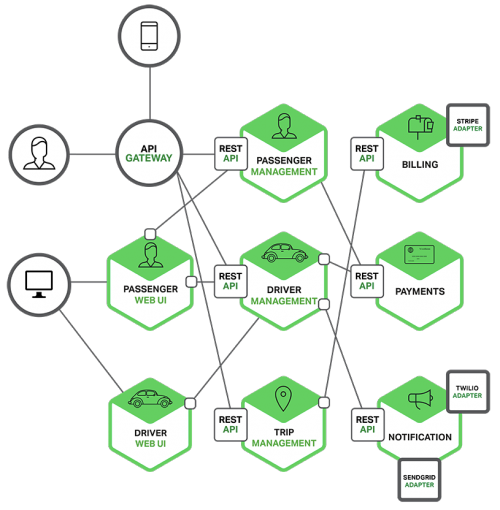 API
GATEWAY
REST
API
PASSENGER
MANAGEMENT
REST
API
BILLING
STRIPE
ADAPTER
PASSENGER
WEB UI
REST
API
DRIVER
MANAGEMENT
REST
API
PAYMENTS
DRIVER
WEB UI
REST
API
TRIP
MANAGEMENT
REST
API
NOTIFICATION
TWILIO
ADAPTER
SENDGRID
ADAPTER